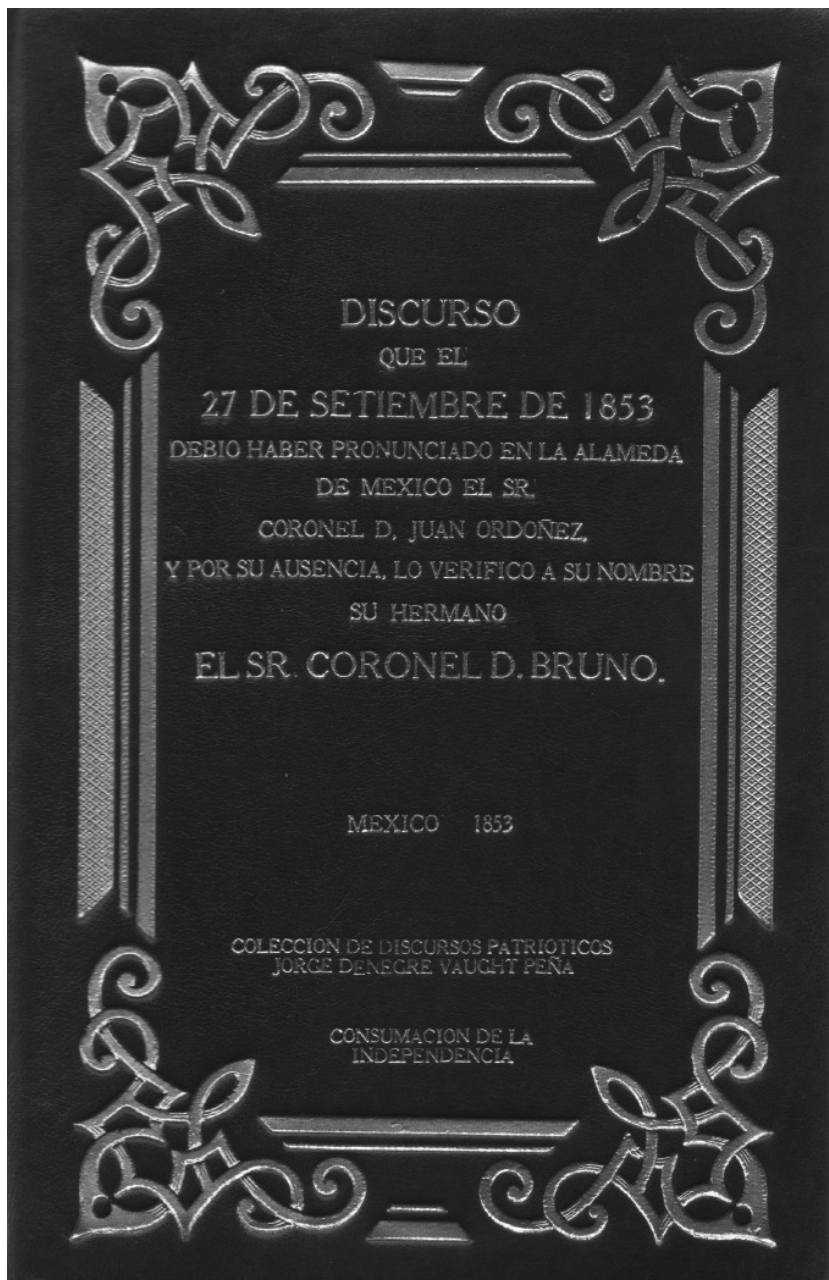 DISCURSO
QUE EL
27 DE SETIEMBRE DE 1853
DEBIO HABER PRONUNCIADO EN LA ALAMEDA
DE MEXICO EL SR.
CORONEL D. JUAN ORDOÑEZ,
Y POR SU AUSENCIA, LO VERIFICO A SU NOMBRE
SU HERMANO
EL SR. CORONEL D. BRUNO.
MEXICO 1853
COLECCION DE DISCURSOS PATRIOTICOS
JORGE DENEGRE VAUGHT PEÑA
CONSUMACION DE LA
INDEPENDENCIA